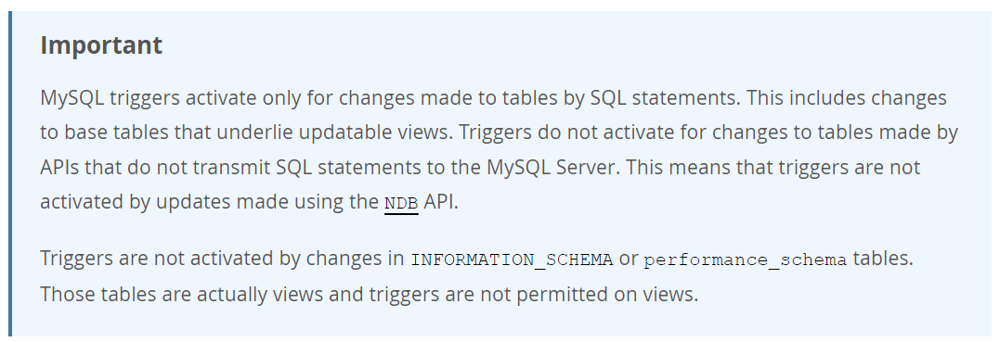 Important
MySQL triggers activate only for changes made to tables by SQL statements. This includes changes
to base tables that underlie updatable views. Triggers do not activate for changes to tables made by
APIs that do not transmit SQL statements to the MySQL Server. This means that triggers are not
activated by updates made using the NDB API.
Triggers are not activated by changes in INFORMATION_SCHEMA or performance_schema tables.
Those tables are actually views and triggers are not permitted on views.